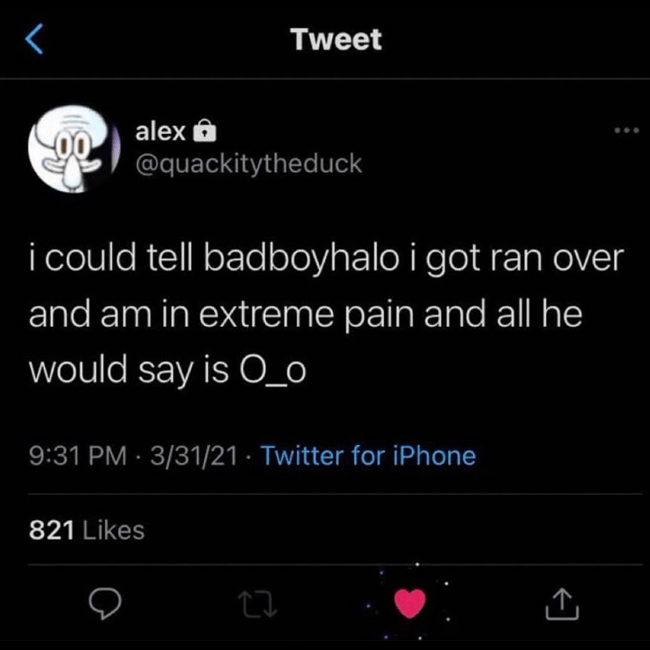 Tweet
alex
@quackitytheduck
i could tell badboyhalo i got ran over
and am in extreme pain and all he
would say is O_o
9:31 PM · 3/31/21 · Twitter for iPhone
821 Likes